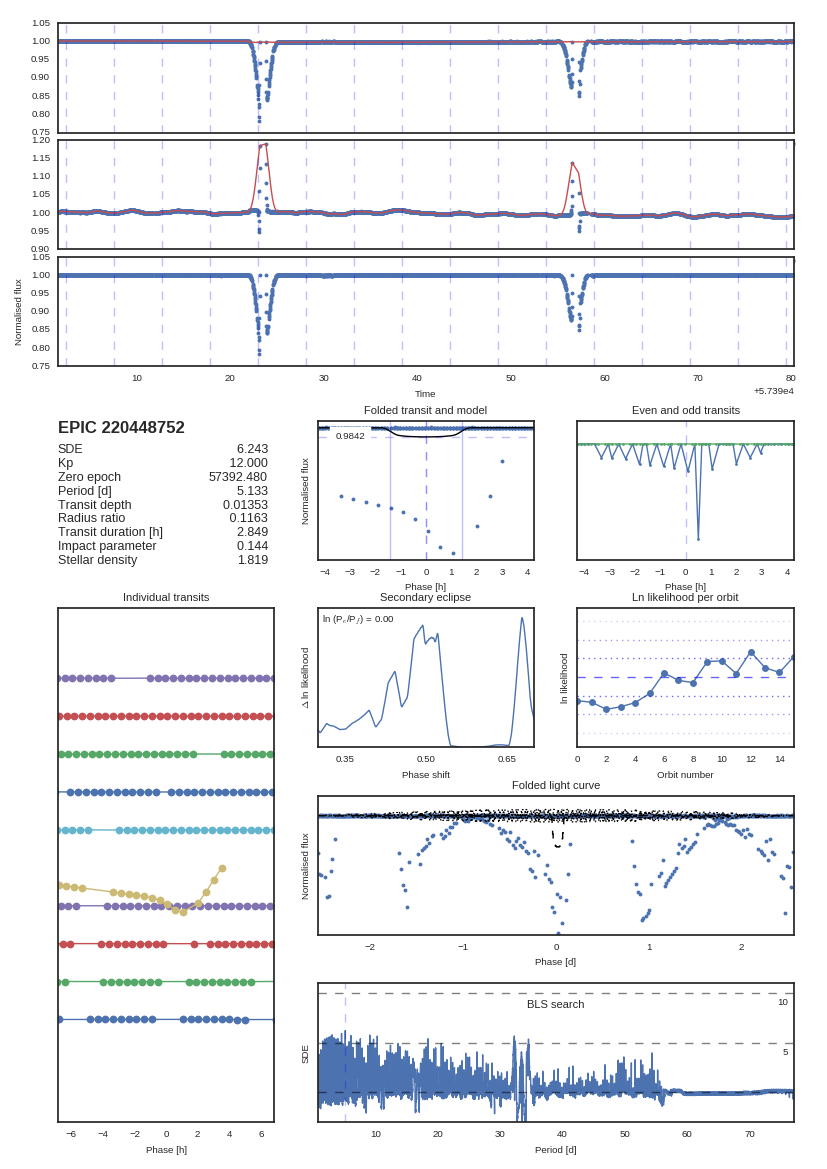 1.05
1.00
0.95
0.90
0.85
0.80
0.75
1.20
1.15
1.10
1.05
1.00
0.95
0.90
1.05
1.00
0.95
0.90
0.85
0.80
0.75
Normalised flux
10 20 30 40 50 60 70 80
Time
+5.739e4
EPIC 220448752
SDE 6.243
Kp 12.000
Zero epoch 57392.480
Period [d] 5.133
Transit depth 0.01353
Radius ratio 0.1163
Transit duration [h] 2.849
Impact parameter 0.144
Stellar density 1.819
Folded transit and model
0.9842
Normalised flux
−4 −3 −2 −1 0 1 2 3 4
Phase [h]
Even and odd transits
−4 −3 −2 −1 0 1 2 3 4
Phase [h]
Individual transits
−6 −4 −2 0 2 4 6
Phase [h]
Secondary eclipse
Δ ln likelihood
0.35 0.50 0.65
Phase shift
Ln likelihood per orbit
ln likelihood
0 2 4 6 8 10 12 14
Orbit number
Folded light curve
Normalised flux
−2 −1 0 1 2
Phase [d]
BLS search
10
5
SDE
10 20 30 40 50 60 70
Period [d]